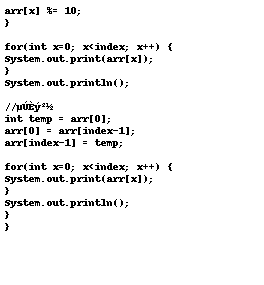 arr[x] %= 10;
}
for(int x=0; x<index; x++) {
System.out.print(arr[x]);
}
System.out.println();
//µÚÈý²½
int temp = arr[0];
arr[0] = arr[index-1];
arr[index-1] = temp;
for(int x=0; x<index; x++) {
System.out.print(arr[x]);
}
System.out.println();
}
}